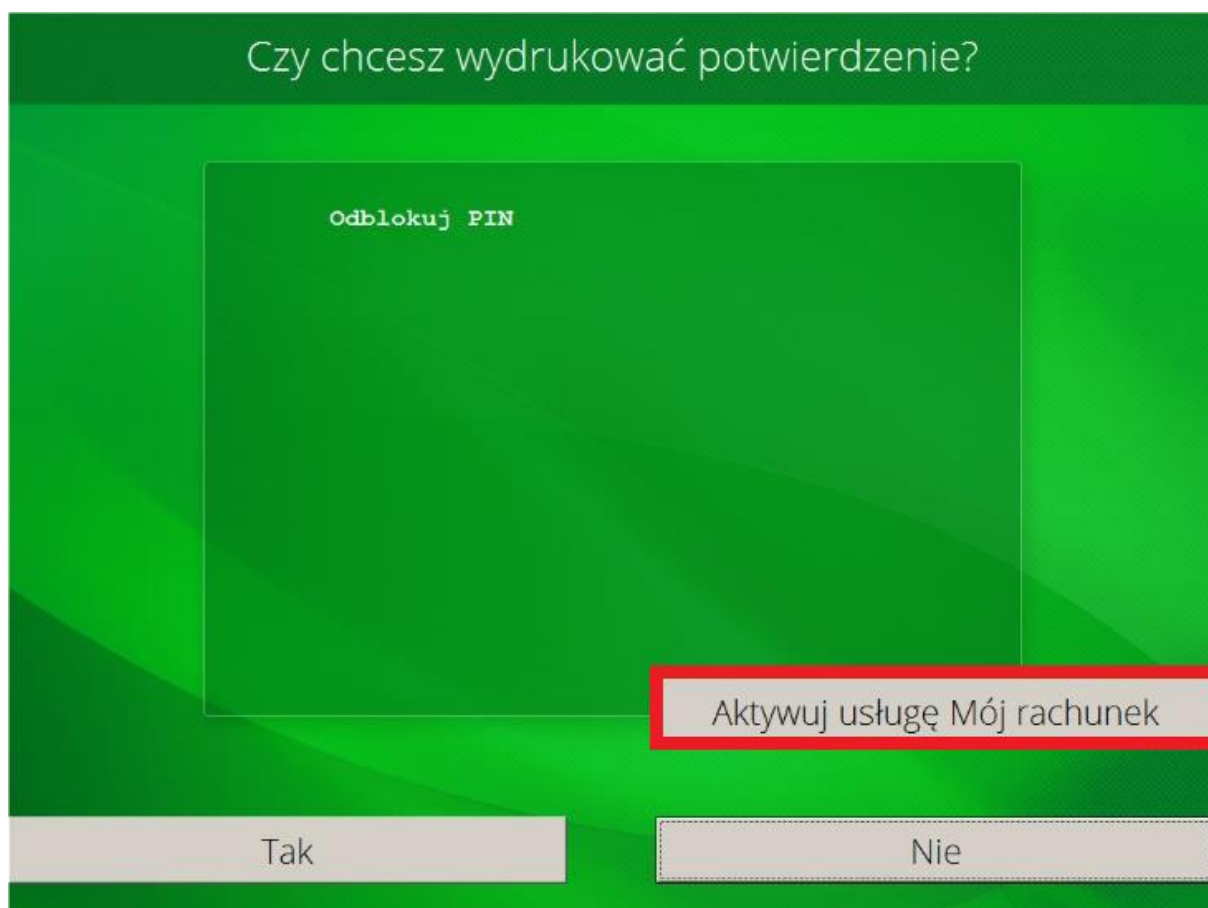 Czy chcesz wydrukować potwierdzenie?
Odblokuj PIN
Aktywuj usługę Mój rachunek
Tak
Nie